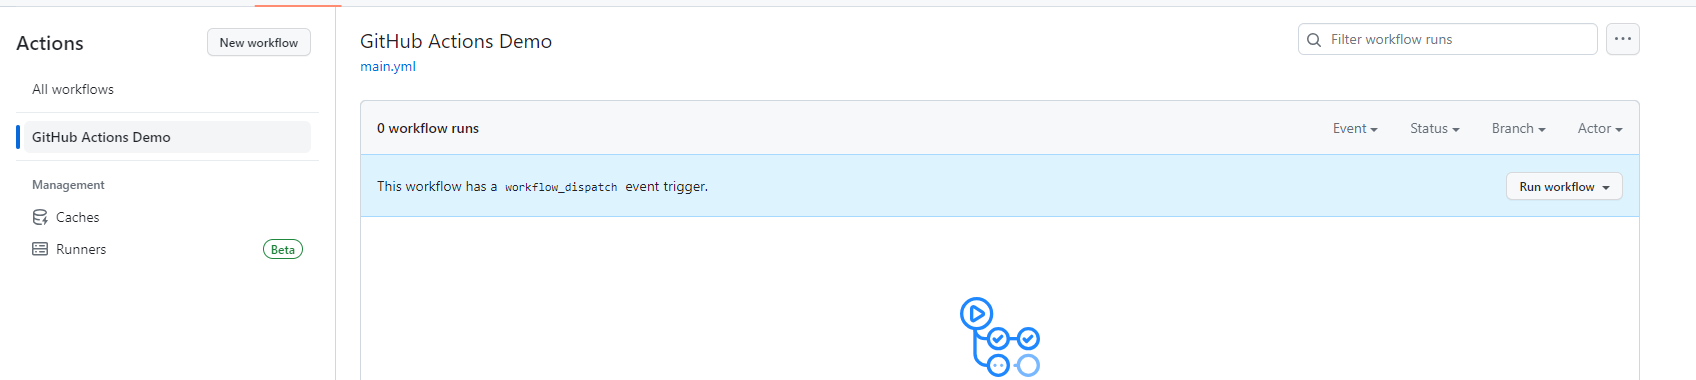 Actions
New workflow
All workflows
GitHub Actions Demo
Management
Caches
Runners
Beta
GitHub Actions Demo
main.yml
Filter workflow runs
0 workflow runs
Event
Status
Branch
Actor
This workflow has a workflow_dispatch event trigger.
Run workflow